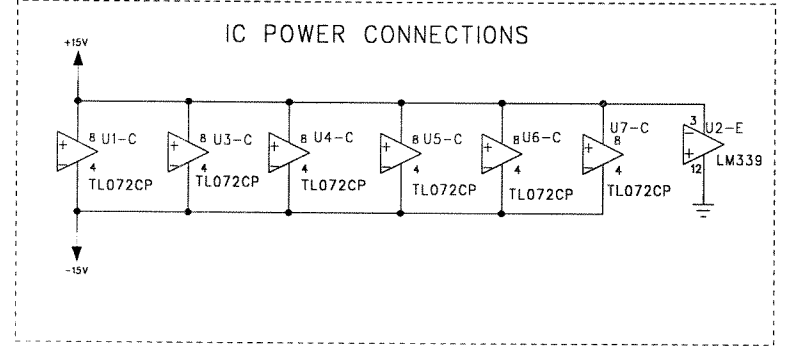 IC POWER CONNECTIONS
+15V
8 U1-C
4
TL072CP
8 U3-C
4
TL072CP
8 U4-C
4
TL072CP
8 U5-C
4
TL072CP
8 U6-C
4
TL072CP
U7-C
8
4
TL072CP
3 U2-E
12 LM339
-15V